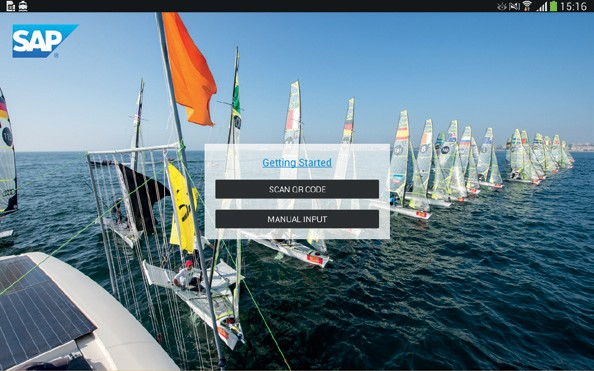 15:16
SAP
Getting Started
SCAN QR CODE
MANUAL INPUT